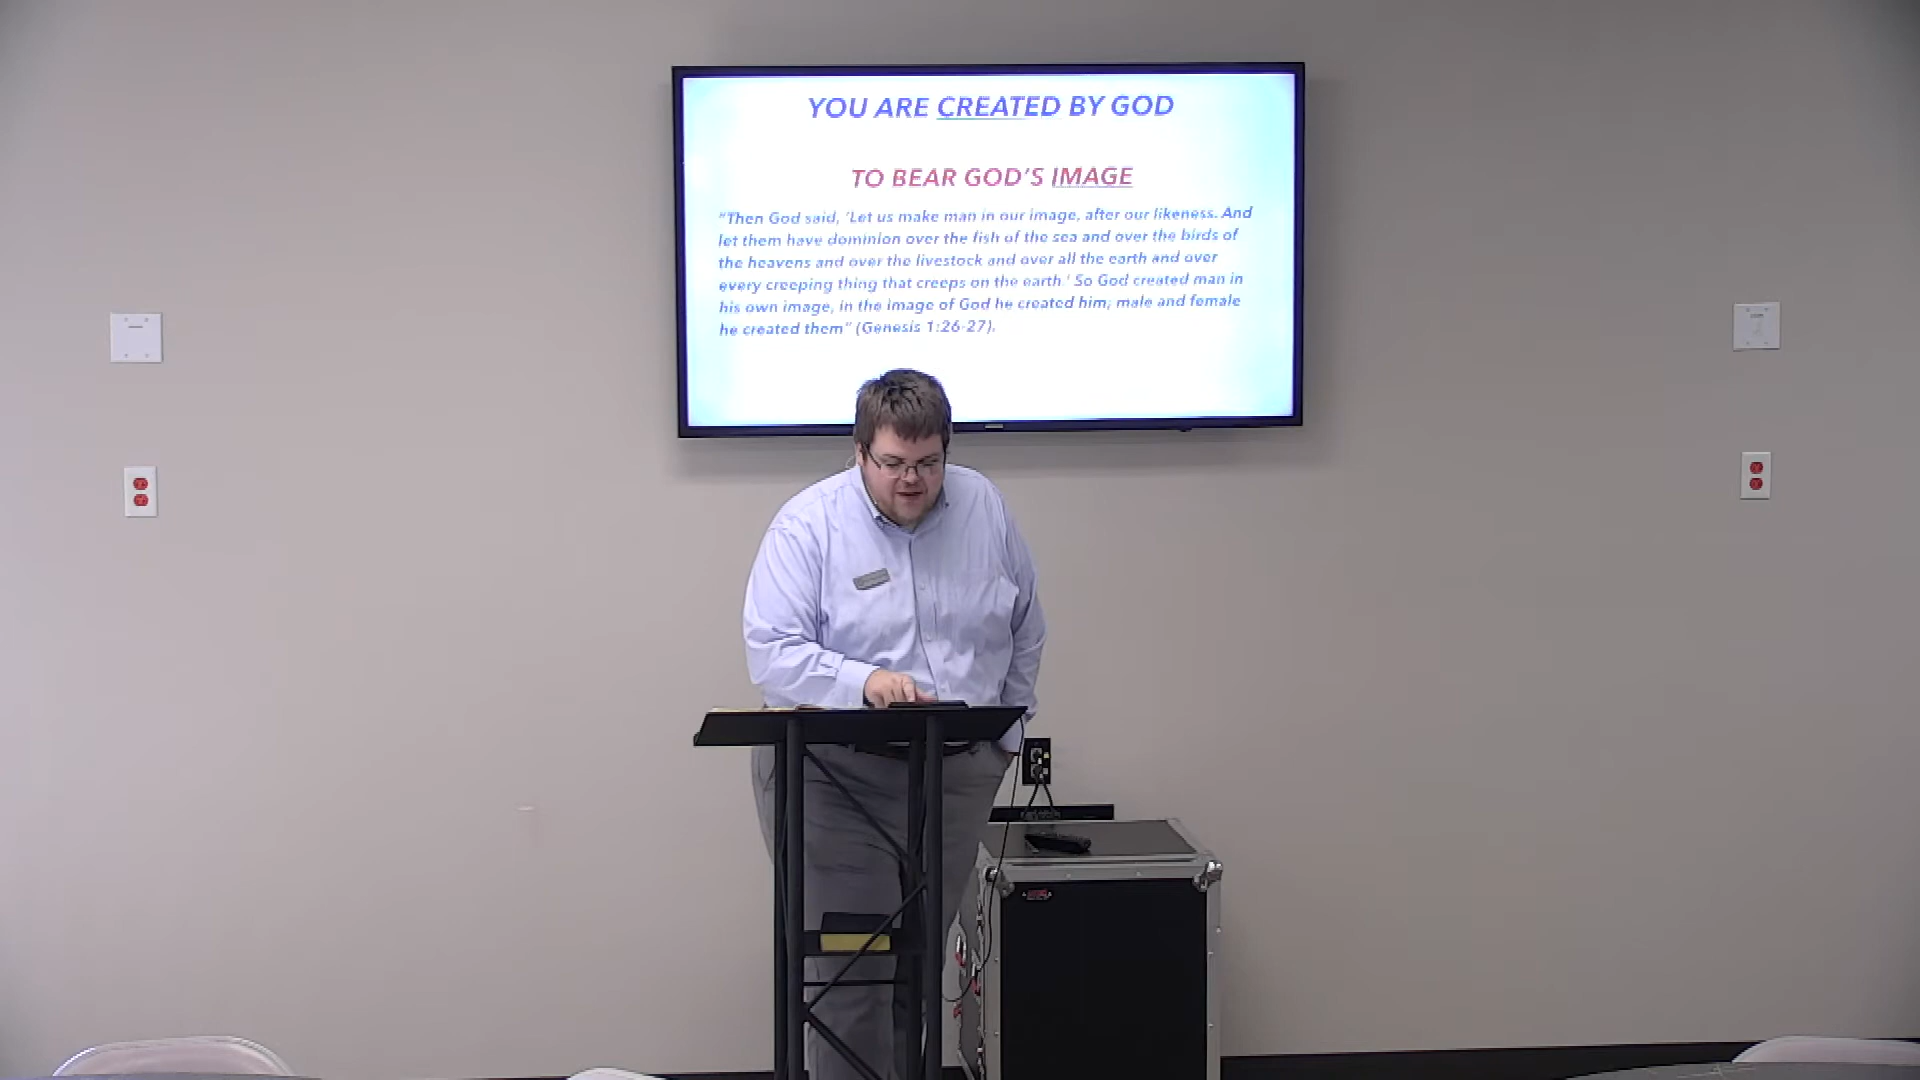 YOU ARE CREATED BY GOD
TO BEAR GOD'S IMAGE
"Then God said, 'Let us make man in our image, after our likeness. And
let them have dominion over the fish of the sea and over the birds of
the heavens and over the livestock and over all the earth and over
every creeping thing that creeps on the earth.' So God created man in
his own image, in the image of God he created him; male and female
he created them" (Genesis 1:26-27).